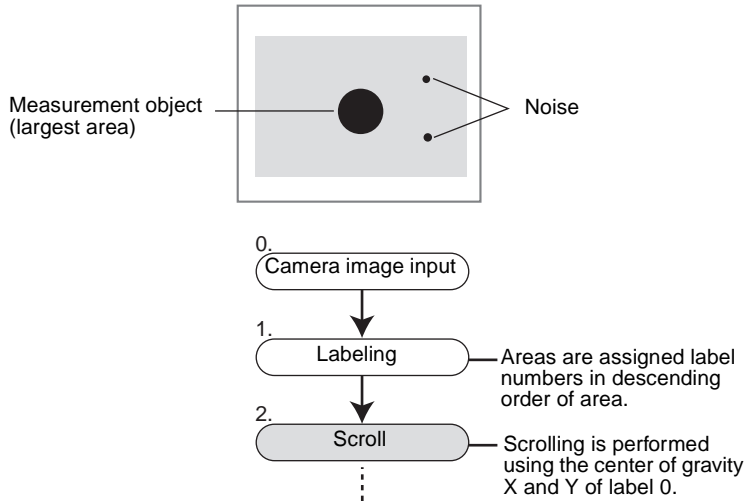 Measurement object
(largest area)
Noise
0.
Camera image input
1.
Labeling
Areas are assigned label
numbers in descending
order of area.
2.
Scroll
Scrolling is performed
using the center of gravity
X and Y of label 0.